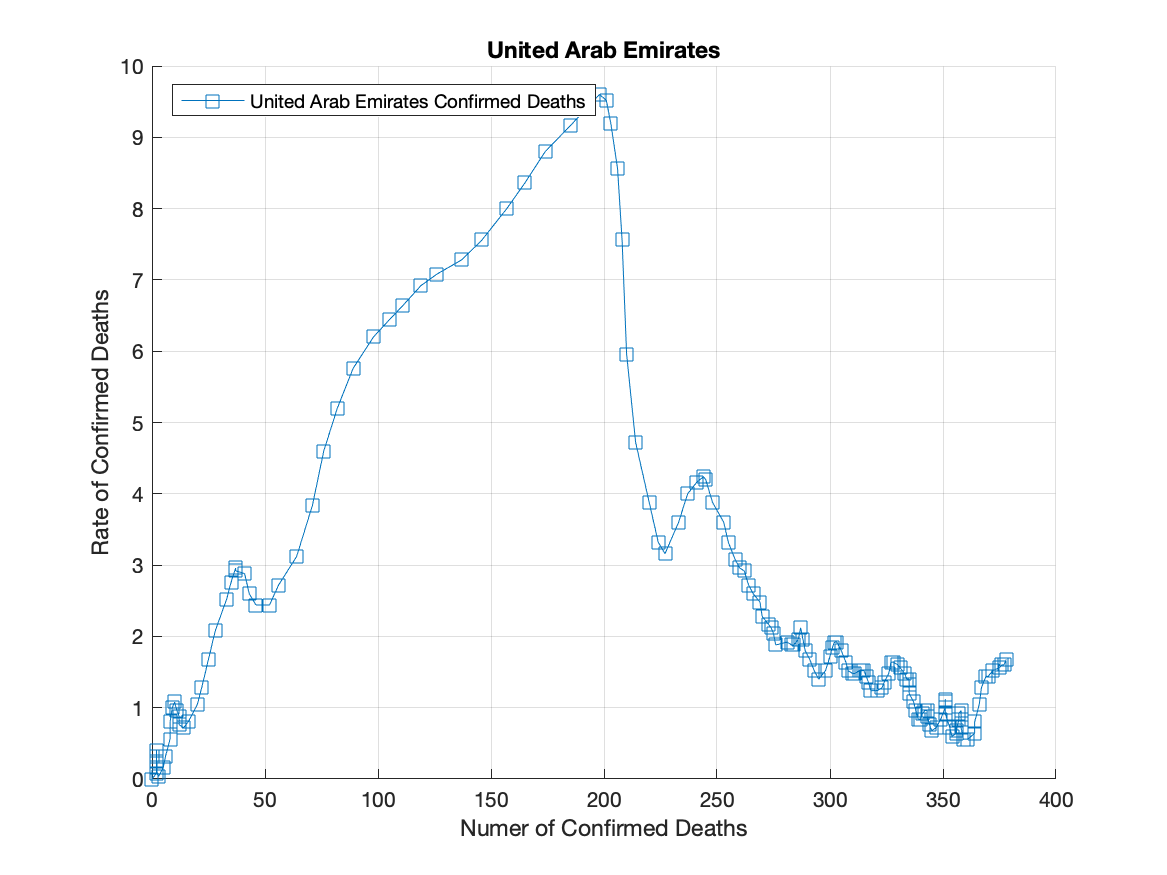 United Arab Emirates
United Arab Emirates Confirmed Deaths
Rate of Confirmed Deaths
10
9
8
7
6
5
4
3
2
1
0
0 50 100 150 200 250 300 350 400
Numer of Confirmed Deaths